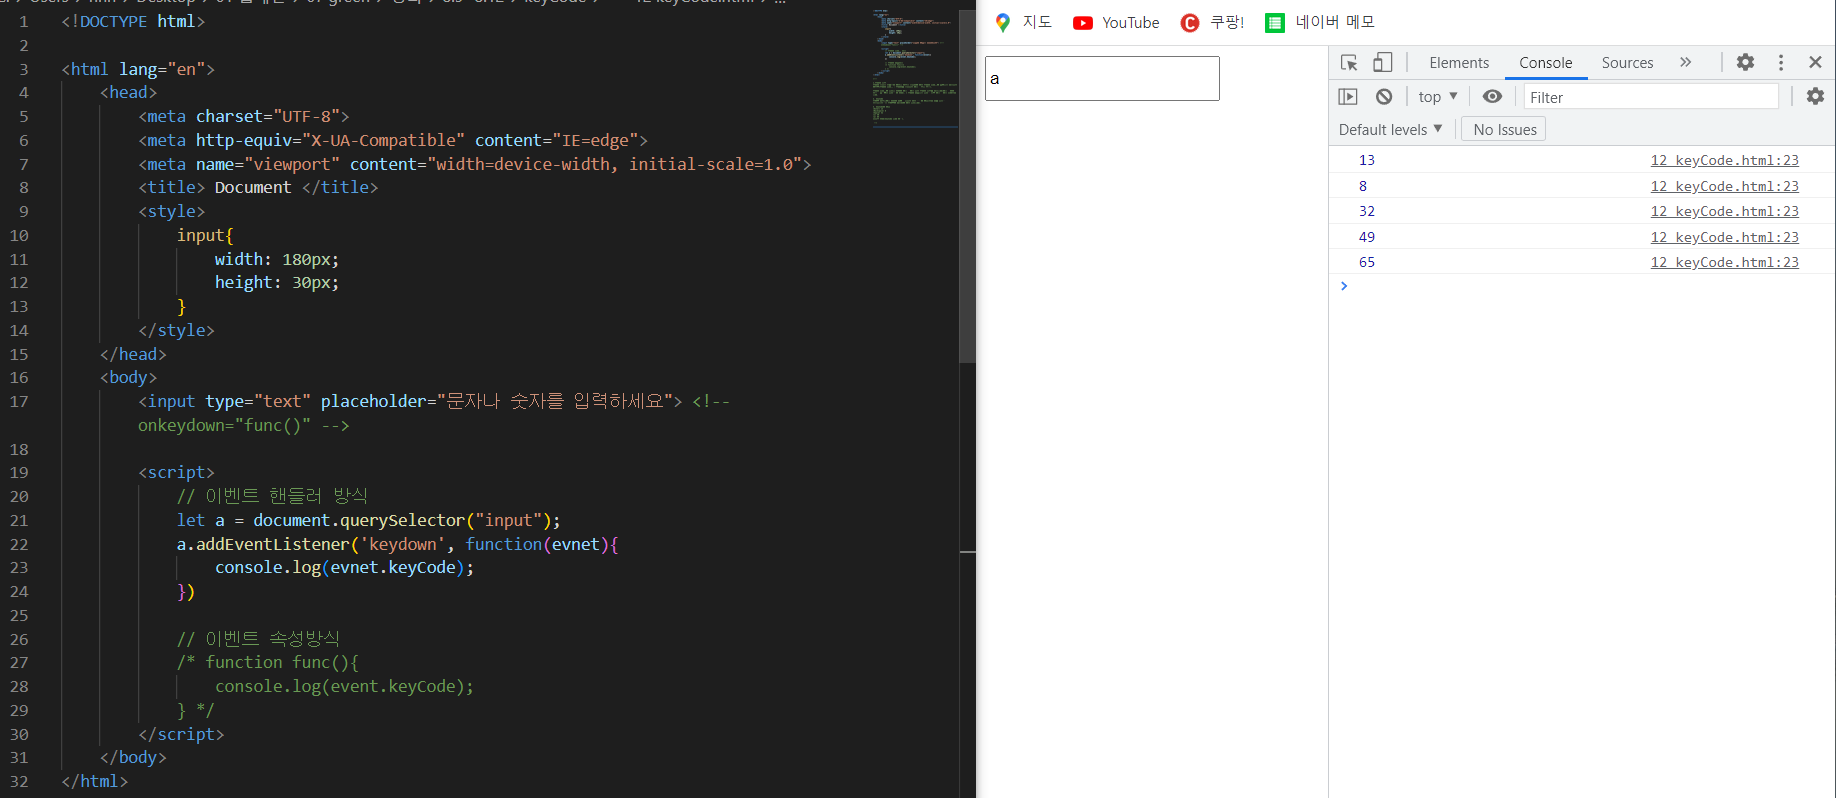 1 <!DOCTYPE html>
2
3 <html lang="en">
4 <head>
5 <meta charset="UTF-8">
6 <meta http-equiv="X-UA-Compatible" content="IE=edge">
7 <meta name="viewport" content="width=device-width, initial-scale=1.0">
8 <title> Document </title>
9 <style>
10 input{
11 width: 180px;
12 height: 30px;
13 }
14 </style>
15 </head>
16 <body>
17 <input type="text" placeholder="문자나 숫자를 입력하세요"> <!--
onkeydown="func()" -->
18
19 <script>
20 // 이벤트 핸들러 방식
21 let a = document.querySelector("input");
22 a.addEventListener('keydown', function(evnet){
23 console.log(evnet.keyCode);
24 })
25
26 // 이벤트 속성방식
27 /* function func(){
28 console.log(event.keyCode);
29 } */
30 </script>
31 </body>
32 </html>
지도 YouTube 쿠팡! 네이버 메모
a
Elements Console Sources »
top ▼ Filter
Default levels ▼ No Issues
13 12 keyCode.html:23
8 12 keyCode.html:23
32 12 keyCode.html:23
49 12 keyCode.html:23
65 12 keyCode.html:23
>